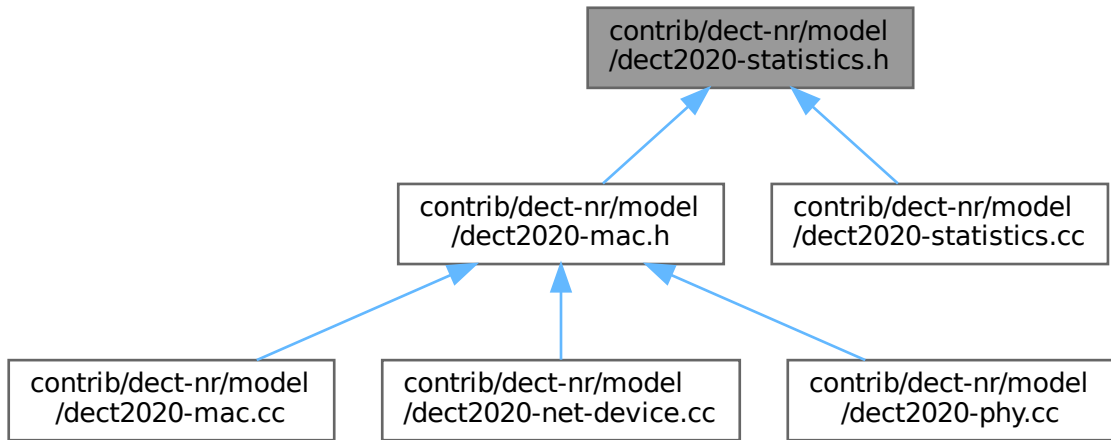 contrib/dect-nr/model
/dect2020-statistics.h
contrib/dect-nr/model
/dect2020-mac.h
contrib/dect-nr/model
/dect2020-statistics.cc
contrib/dect-nr/model
/dect2020-mac.cc
contrib/dect-nr/model
/dect2020-net-device.cc
contrib/dect-nr/model
/dect2020-phy.cc